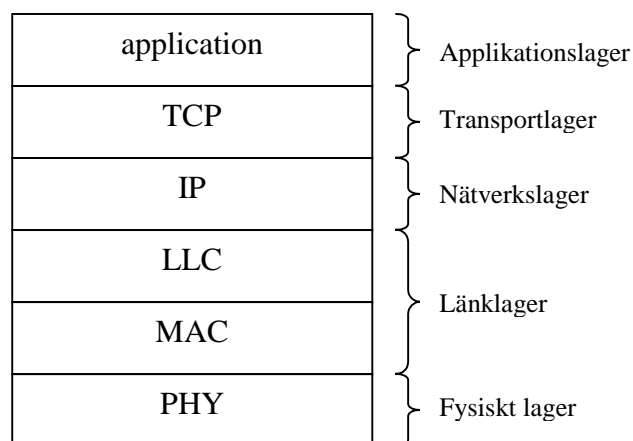 application
Applikationslager
TCP
Transportlager
IP
Nätverkslager
LLC
Länklager
MAC
PHY
Fysiskt lager